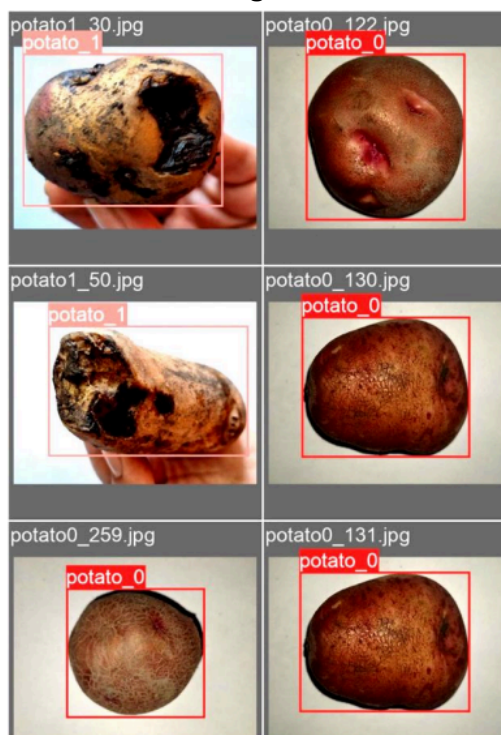 potato1_30.jpg
potato_1
potato0_122.jpg
potato_0
potato1_50.jpg
potato_1
potato0_130.jpg
potato_0
potato0_259.jpg
potato_0
potato0_131.jpg
potato_0